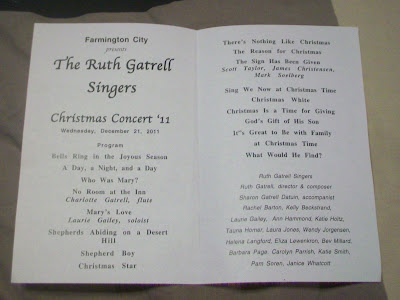 Farmington City
presents
The Ruth Gatrell
Singers
Christmas Concert '11
Wednesday, December 21, 2011
Program
Bells Ring in the Joyous Season
A Day, a Night, and a Day
Who Was Mary?
No Room at the Inn
Charlotte Gatrell, flute
Mary's Love
Laurie Gailey, soloist
Shepherds Abiding on a Desert
Hill
Shepherd Boy
Christmas Star
There's Nothing Like Christmas
The Reason for Christmas
The Sign Has Been Given
Scott Taylor, James Christensen,
Mark Seelberg
Sing We Now at Christmas Time
Christmas White
Christmas Is a Time for Giving
God's Gift of His Son
It"s Great to Be with Family
at Christmas Time
What Would He Find?
Ruth Gatrell Singers
Ruth Gatrell, director & composer
Sharon Gatrell Datuin, accompanist
Rachel Barton, Kelly Beckstrand,
Laurie Gailey, Ann Hammond, Kate Holtz,
Tauna Horner, Laura Jones, Wendy Jorgensen,
Helena Langford, Eliza Lewenkron, Bev Millard,
Barbara Page, Carolyn Parrish, Katie Smith,
Pam Soren, Janice Whatcott